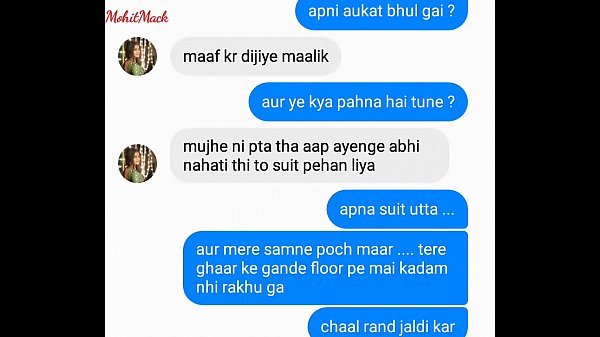 MohitMack
apni aukat bhul gai ?
maaf kr dijiye maalik
aur ye kya pahna hai tune ?
mujhe ni pta tha aap ayenge abhi
nahati thi to suit pehan liya
apna suit utta ...
aur mere samne poch maar .... tere
ghaar ke gande floor pe mai kadam
nhi rakhu ga
chaal rand jaldi kar